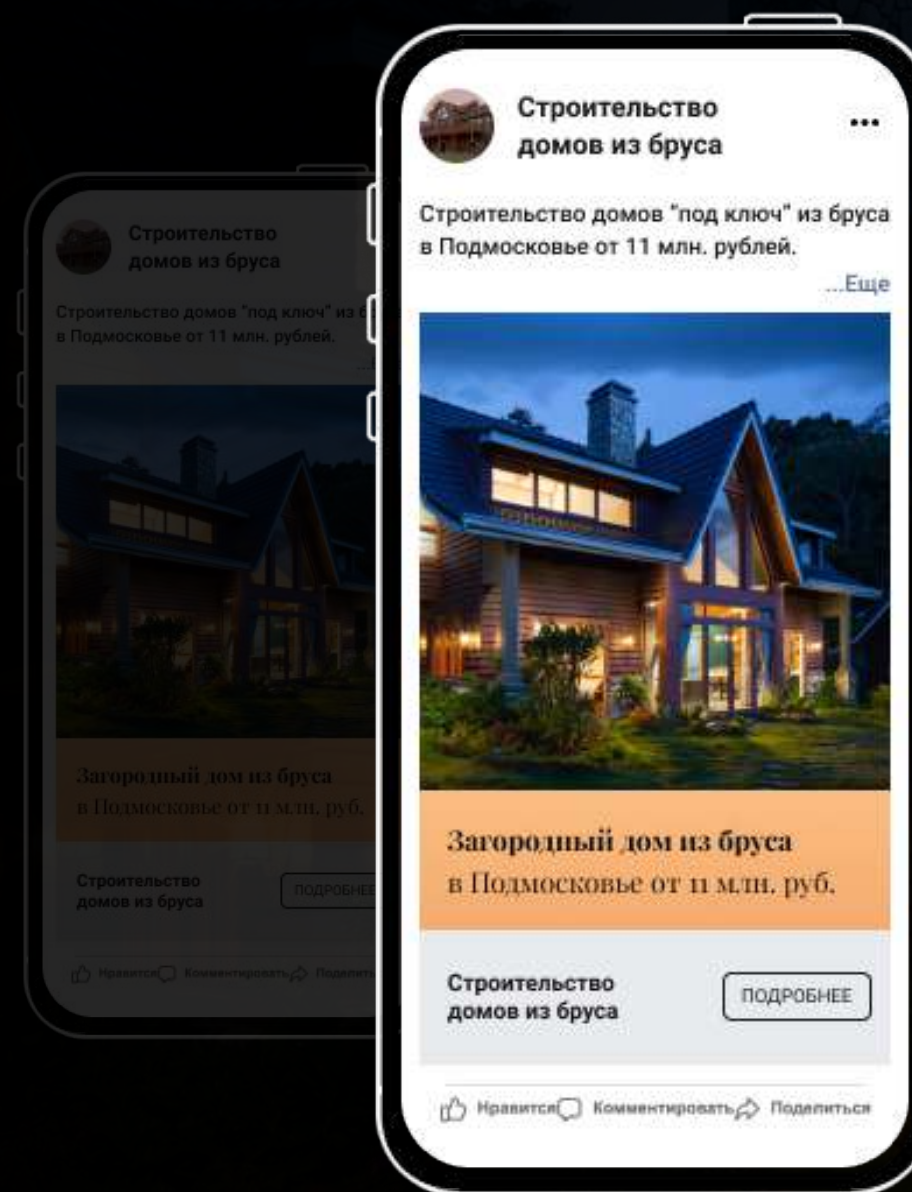 Строительство
домов из бруса
Строительство домов "под ключ" из бруса
в Подмосковье от 11 млн. рублей.
...Еще
Загородный дом из бруса
в Подмосковье от 11 млн. руб.
Строительство
домов из бруса
ПОДРОБНЕЕ
Нравится Комментировать Поделиться
Строительство
домов из бруса
Строительство домов "под ключ" из
в Подмосковье от 11 млн. рублей.
Загородный дом из бруса
в Подмосковье от 11 млн. руб.
Строительство
домов из бруса
ПОДРОБНЕЕ
Нравится Комментировать